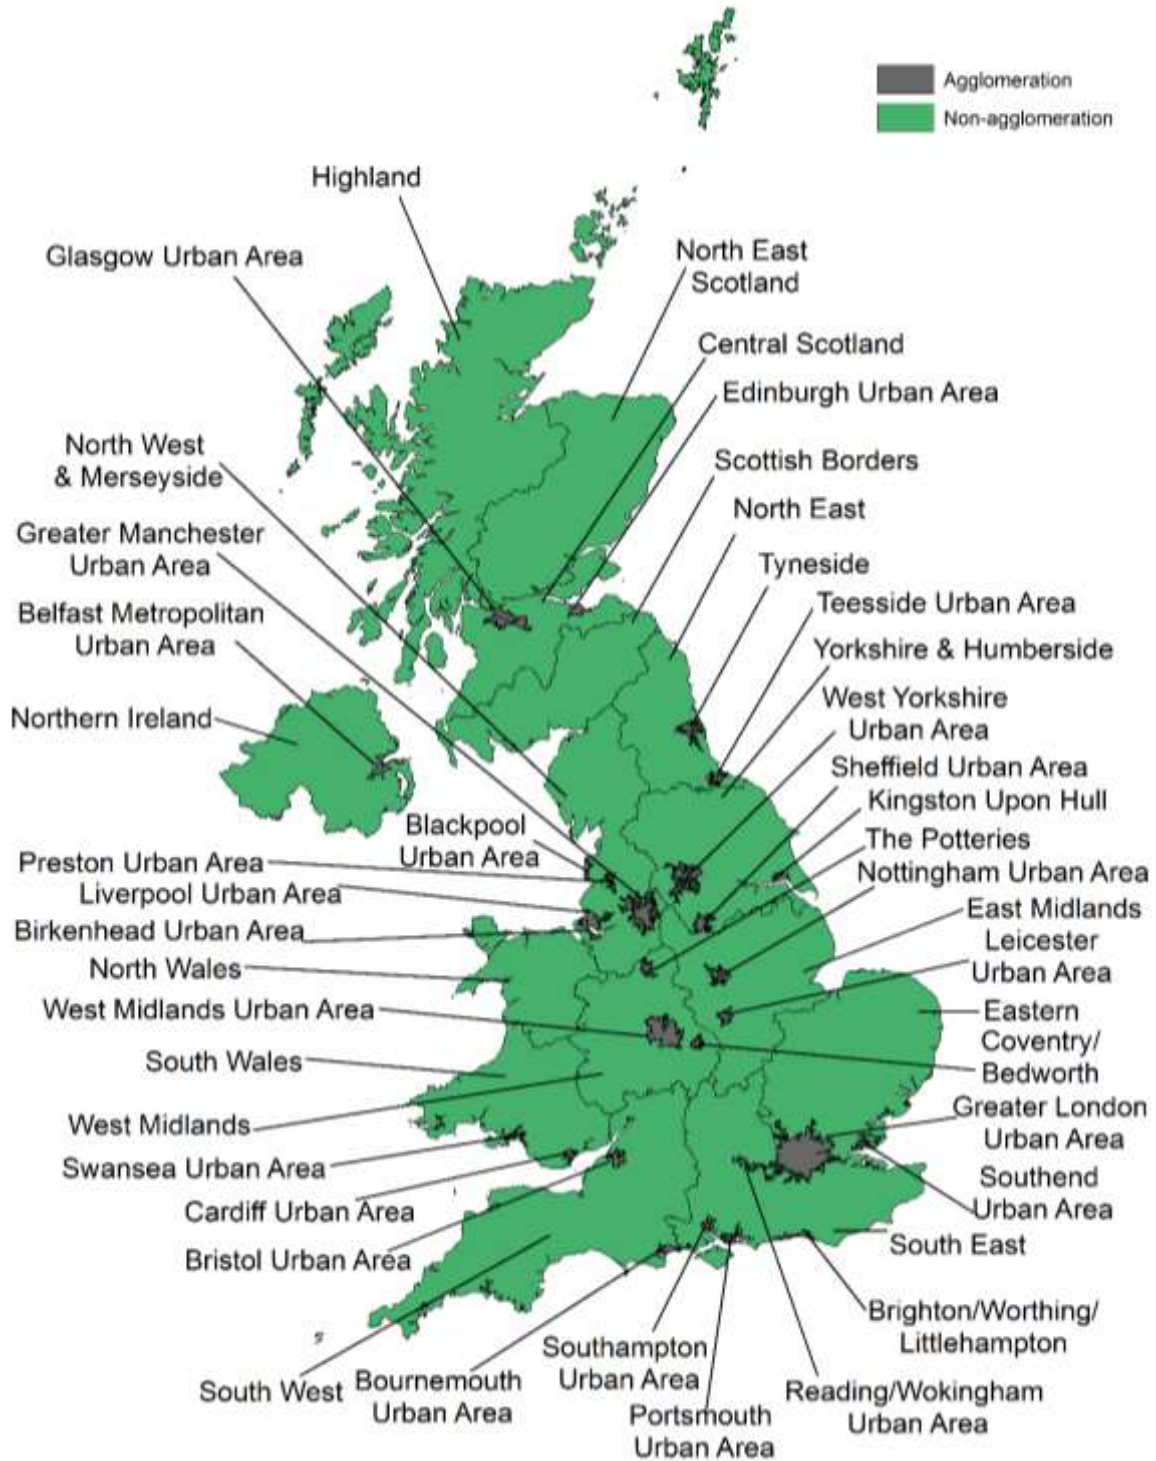 Agglomeration
Non-agglomeration
Highland
Glasgow Urban Area
North East
Scotland
Central Scotland
Edinburgh Urban Area
North West
& Merseyside
Scottish Borders
North East
Greater Manchester
Urban Area
Tyneside
Belfast Metropolitan
Urban Area
Teesside Urban Area
Yorkshire & Humberside
West Yorkshire
Urban Area
Northern Ireland
Sheffield Urban Area
Kingston Upon Hull
Blackpool
Urban Area
The Potteries
Preston Urban Area
Nottingham Urban Area
Liverpool Urban Area
East Midlands
Birkenhead Urban Area
Leicester
Urban Area
North Wales
West Midlands Urban Area
Eastern
Coventry/
Bedworth
South Wales
Greater London
Urban Area
West Midlands
Swansea Urban Area
Southend
Urban Area
Cardiff Urban Area
South East
Bristol Urban Area
Brighton/Worthing/
Littlehampton
Southampton
Urban Area
South West
Bournemouth
Urban Area
Reading/Wokingham
Urban Area
Portsmouth
Urban Area